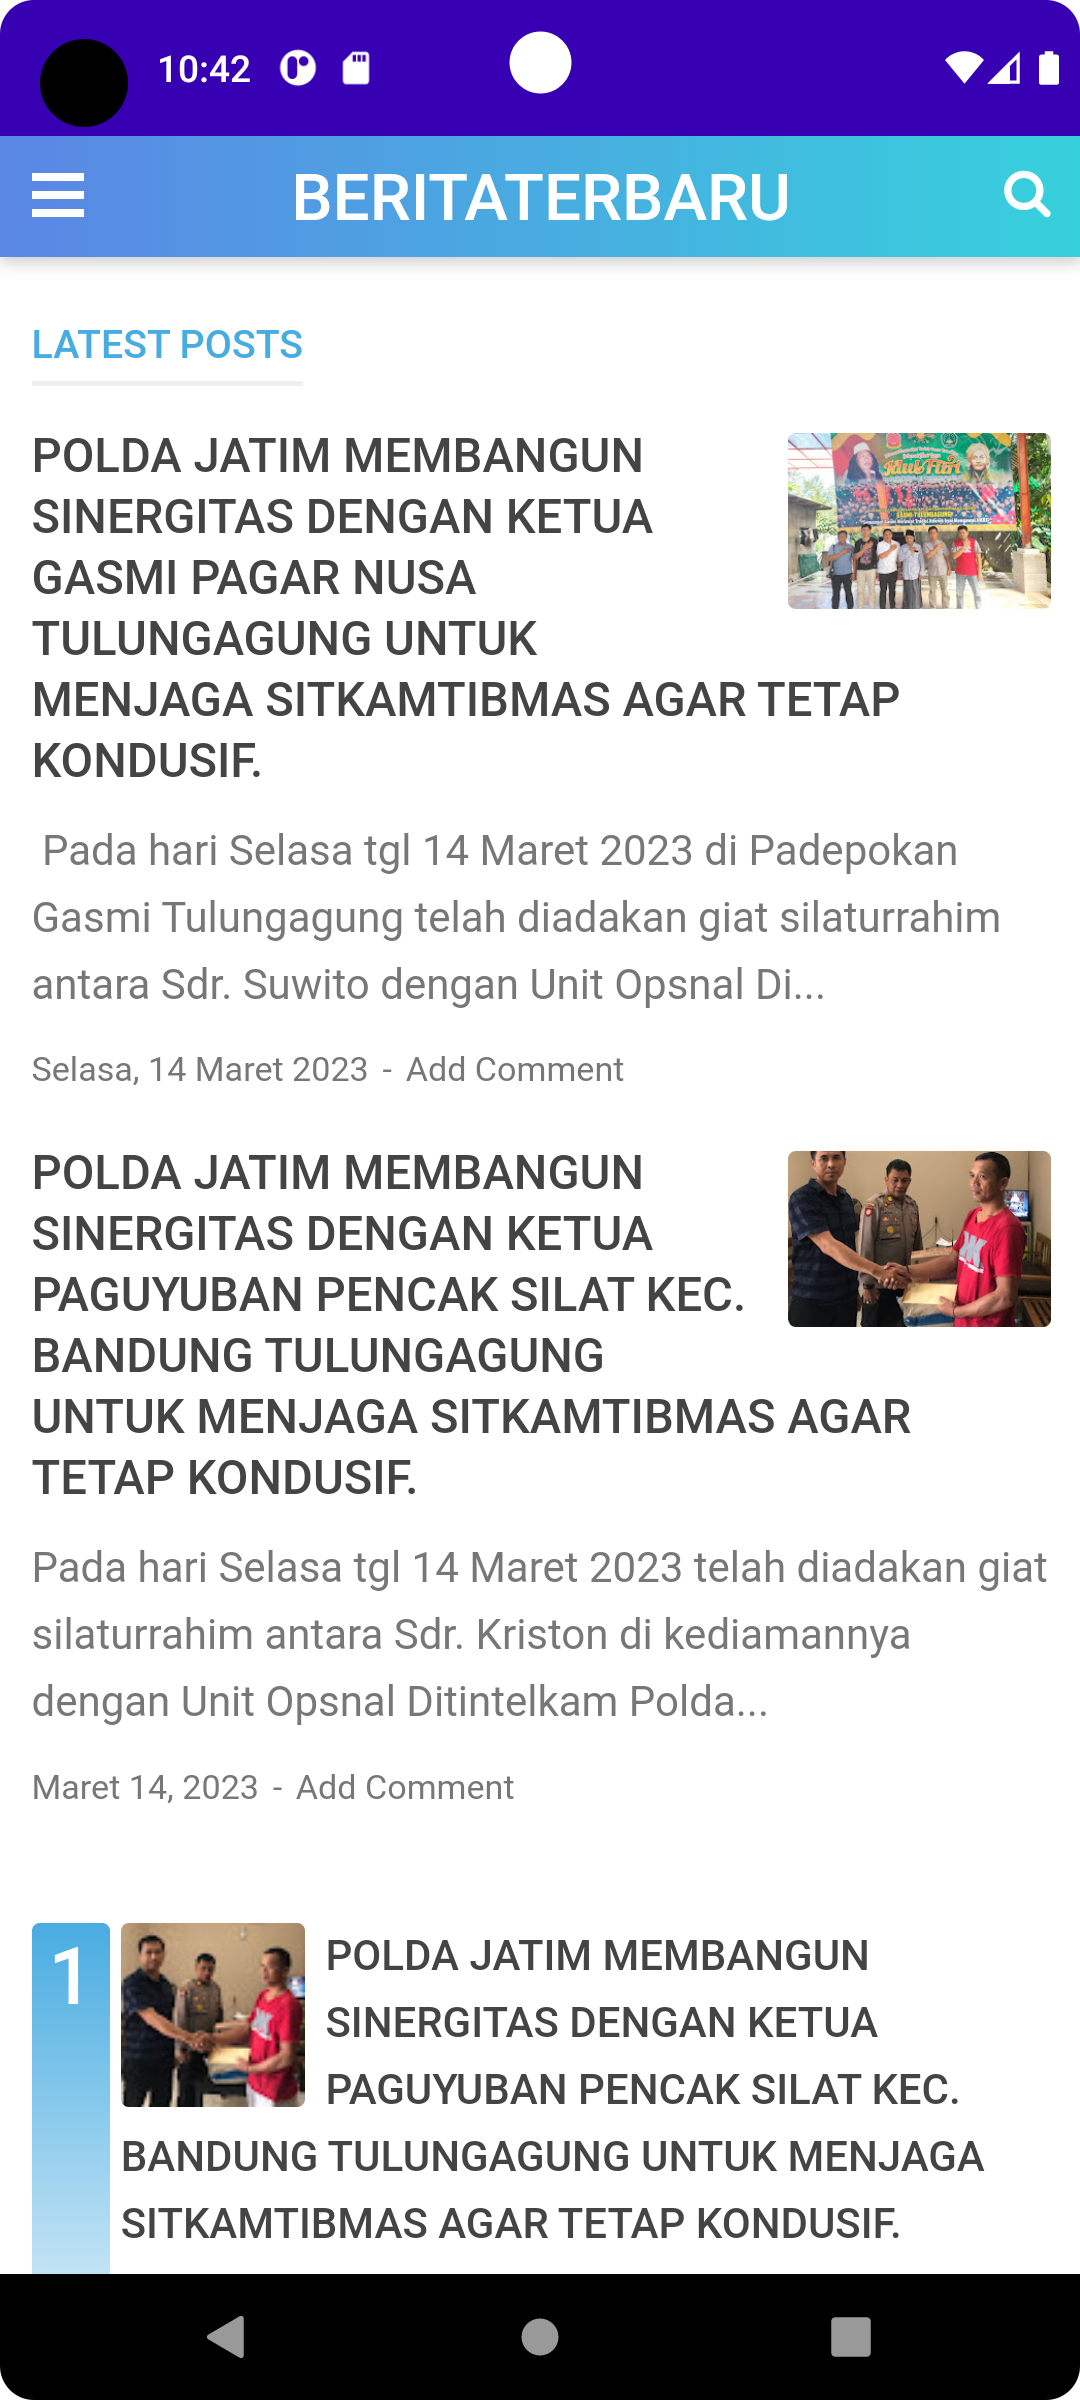 10:42
BERITATERBARU
LATEST POSTS
POLDA JATIM MEMBANGUN
SINERGITAS DENGAN KETUA
GASMI PAGAR NUSA
TULUNGAGUNG UNTUK
MENJAGA SITKAMTIBMAS AGAR TETAP
KONDUSIF.
Pada hari Selasa tgl 14 Maret 2023 di Padepokan
Gasmi Tulungagung telah diadakan giat silaturrahim
antara Sdr. Suwito dengan Unit Opsnal Di...
Selasa, 14 Maret 2023 - Add Comment
POLDA JATIM MEMBANGUN
SINERGITAS DENGAN KETUA
PAGUYUBAN PENCAK SILAT KEC.
BANDUNG TULUNGAGUNG
UNTUK MENJAGA SITKAMTIBMAS AGAR
TETAP KONDUSIF.
Pada hari Selasa tgl 14 Maret 2023 telah diadakan giat
silaturrahim antara Sdr. Kriston di kediamannya
dengan Unit Opsnal Ditintelkam Polda...
Maret 14, 2023 - Add Comment
1
POLDA JATIM MEMBANGUN
SINERGITAS DENGAN KETUA
PAGUYUBAN PENCAK SILAT KEC.
BANDUNG TULUNGAGUNG UNTUK MENJAGA
SITKAMTIBMAS AGAR TETAP KONDUSIF.